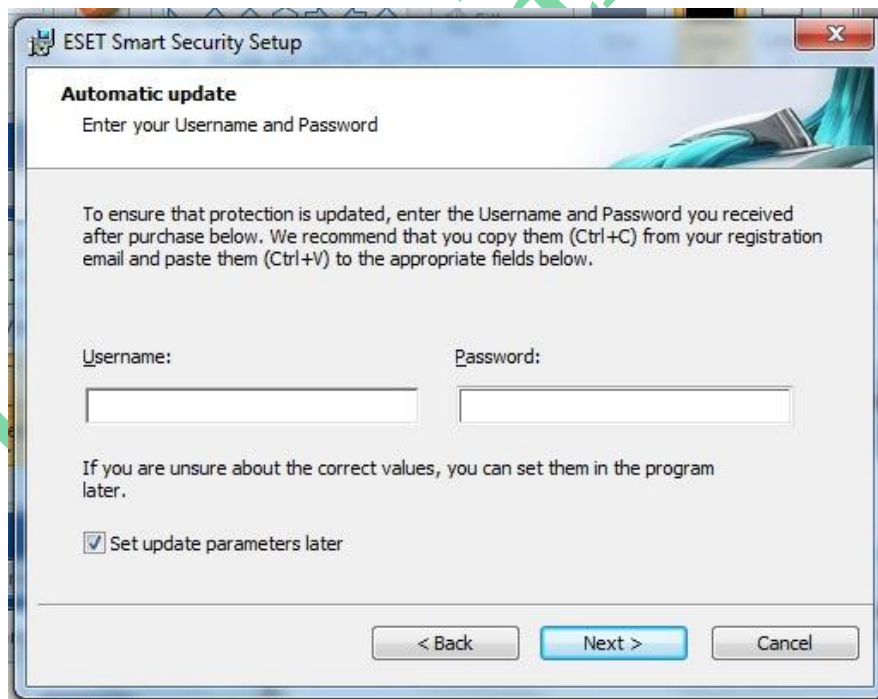 ESET Smart Security Setup
Automatic update
Enter your Username and Password
To ensure that protection is updated, enter the Username and Password you received
after purchase below. We recommend that you copy them (Ctrl+C) from your registration
email and paste them (Ctrl+V) to the appropriate fields below.
Username: Password:
If you are unsure about the correct values, you can set them in the program
later.
Set update parameters later
< Back Next > Cancel